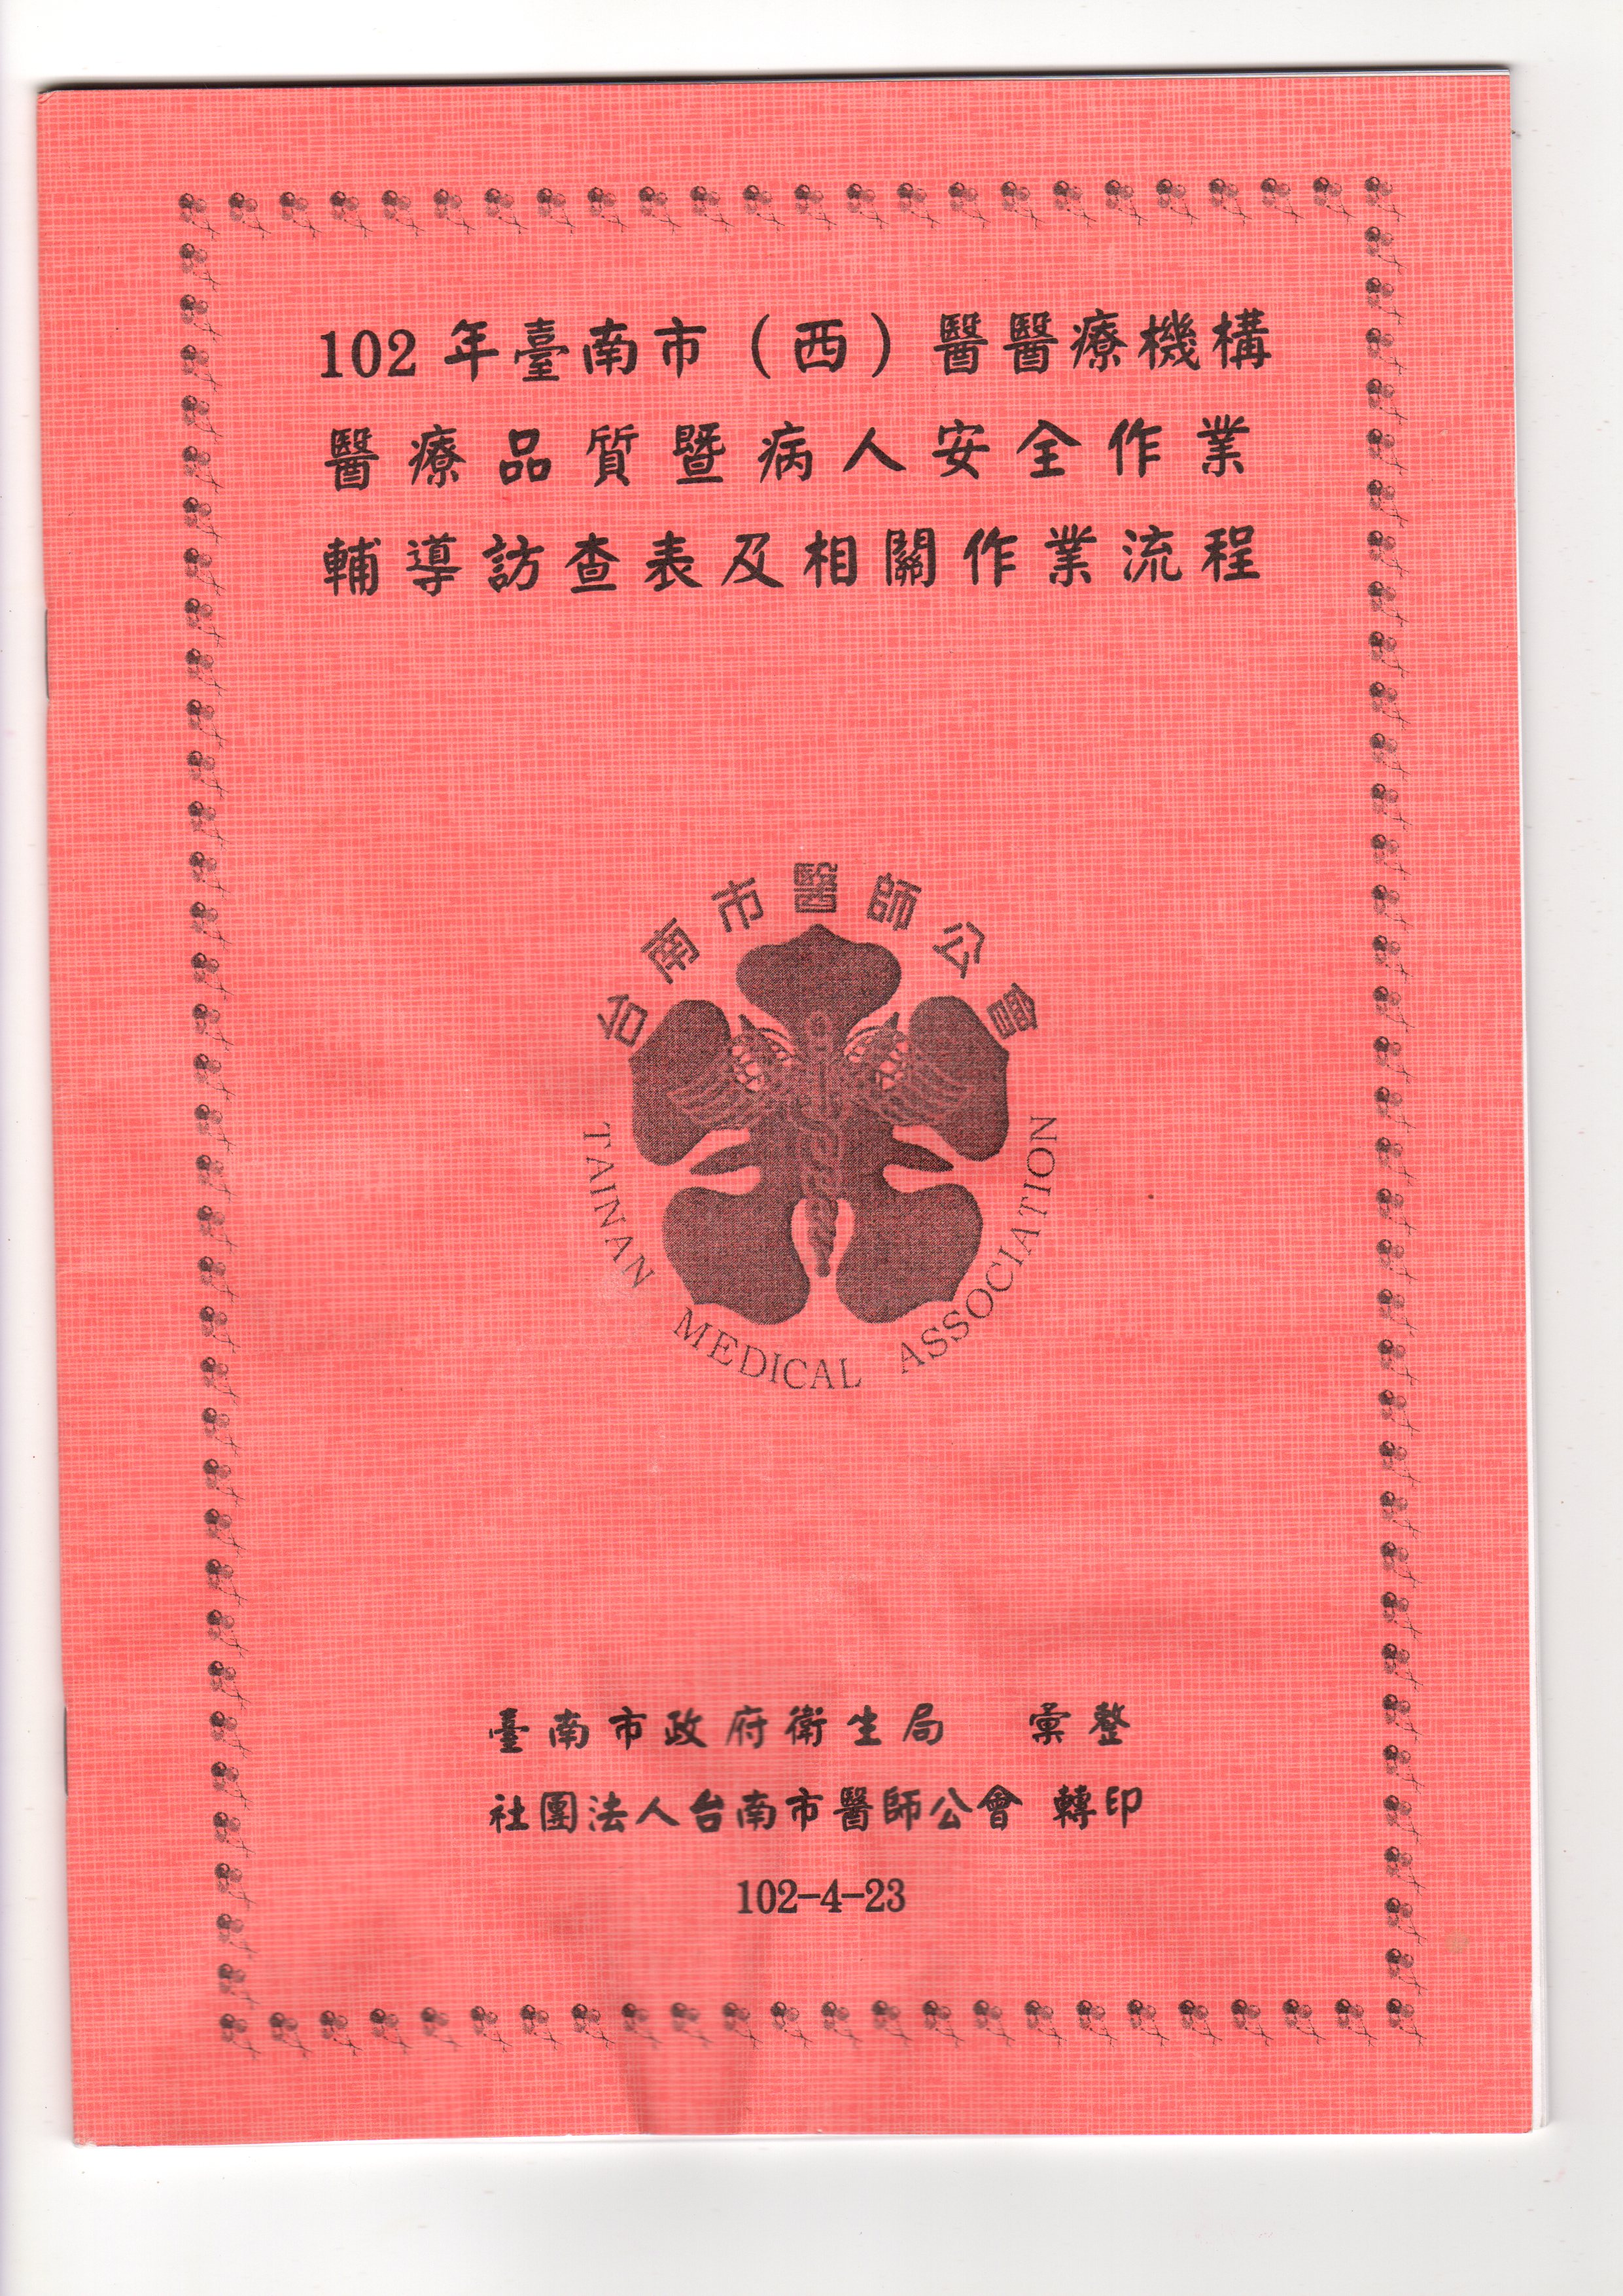 102 年臺南市（西）醫醫療機構
醫療品質暨病人安全作業
輔導訪查表及相關作業流程
台南市醫師公會
TAINAN MEDICAL ASSOCIATION
臺南市政府衛生局 彙整
社團法人台南市醫師公會 轉印
102-4-23